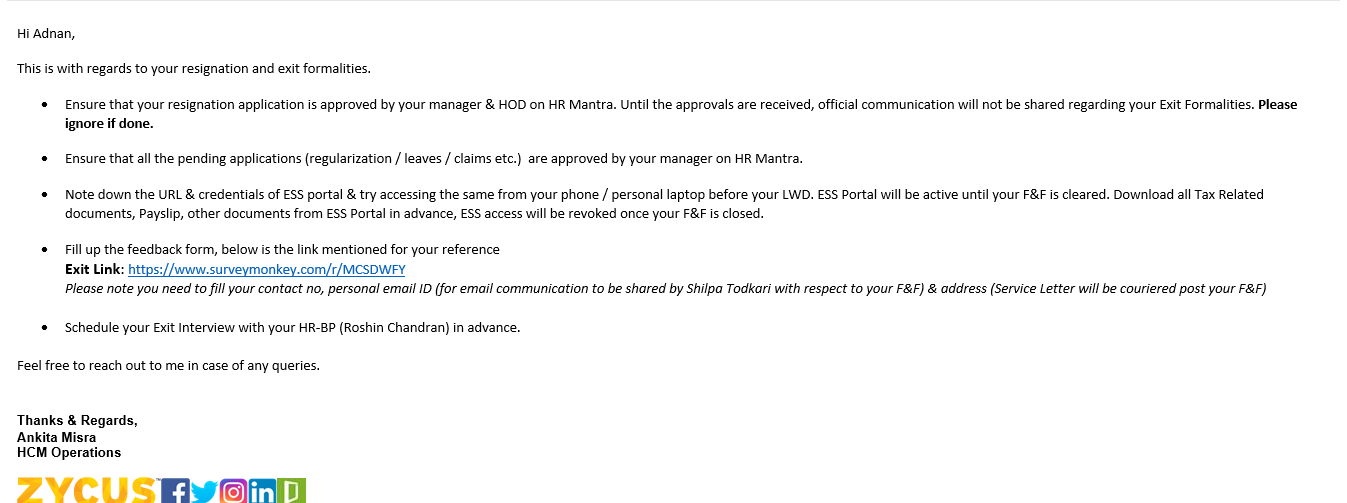 Hi Adnan,
This is with regards to your resignation and exit formalities.
• Ensure that your resignation application is approved by your manager & HOD on HR Mantra. Until the approvals are received, official communication will not be shared regarding your Exit Formalities. Please
ignore if done.
• Ensure that all the pending applications (regularization / leaves / claims etc.)  are approved by your manager on HR Mantra.
• Note down the URL & credentials of ESS portal & try accessing the same from your phone / personal laptop before your LWD. ESS Portal will be active until your F&F is cleared. Download all Tax Related
documents, Payslip, other documents from ESS Portal in advance, ESS access will be revoked once your F&F is closed.
• Fill up the feedback form, below is the link mentioned for your reference
Exit Link: https://www.surveymonkey.com/r/MCSDWFY
Please note you need to fill your contact no, personal email ID (for email communication to be shared by Shilpa Todkari with respect to your F&F) & address (Service Letter will be couriered post your F&F)
• Schedule your Exit Interview with your HR-BP (Roshin Chandran) in advance.
Feel free to reach out to me in case of any queries.
Thanks & Regards,
Ankita Misra
HCM Operations
ZYCUS™